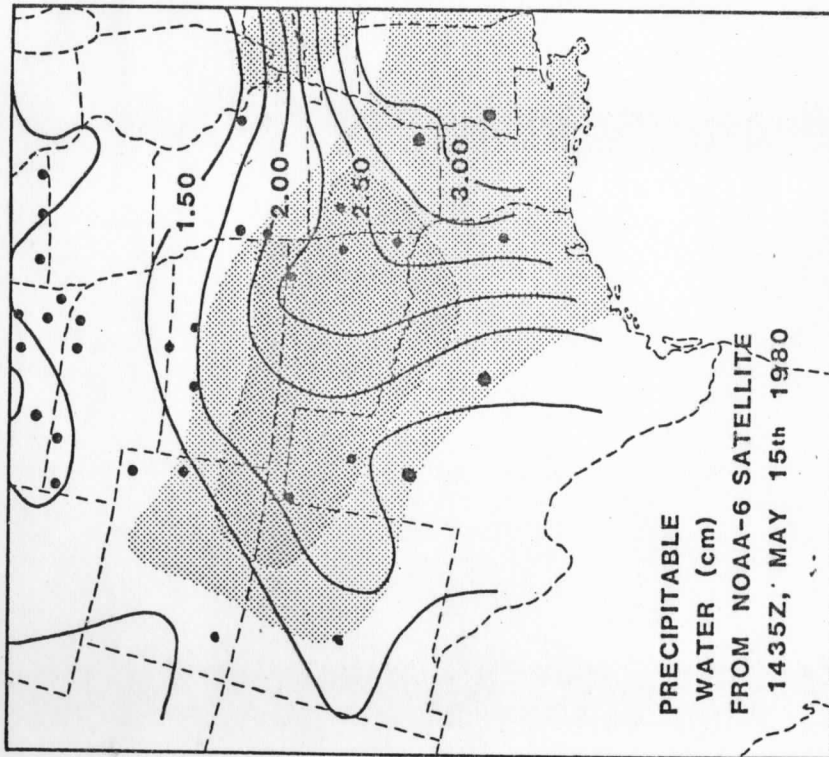 1.50
2.00
2.50
3.00
PRECIPITABLE
WATER (cm)
FROM NOAA-6 SATELLITE
1435Z, MAY 15th 1980